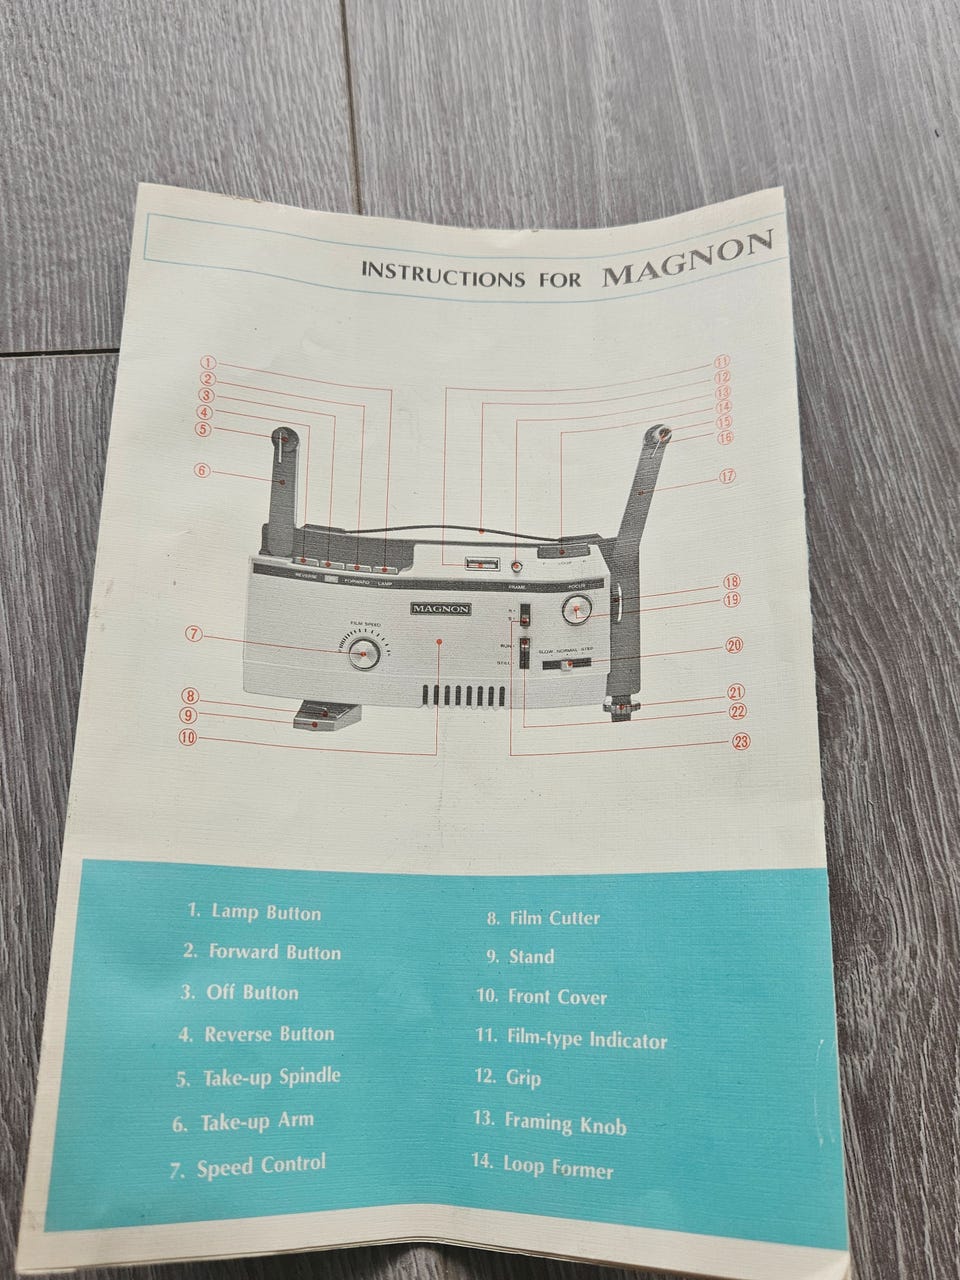 INSTRUCTIONS FOR MAGNON
① ⑪
② ⑫
③ ⑬
④ ⑭
⑤ ⑮
⑯
⑥ ⑰
REVERSE OFF FORWARD LAMP
FRAME
LOOP
FOCUS
MAGNON
FILM SPEED
R
S
RUN
STILL
SLOW NORMAL STEP
⑱
⑲
⑦ ⑳
⑧ ㉑
⑨ ㉒
⑩ ㉓
1. Lamp Button
2. Forward Button
3. Off Button
4. Reverse Button
5. Take-up Spindle
6. Take-up Arm
7. Speed Control
8. Film Cutter
9. Stand
10. Front Cover
11. Film-type Indicator
12. Grip
13. Framing Knob
14. Loop Former